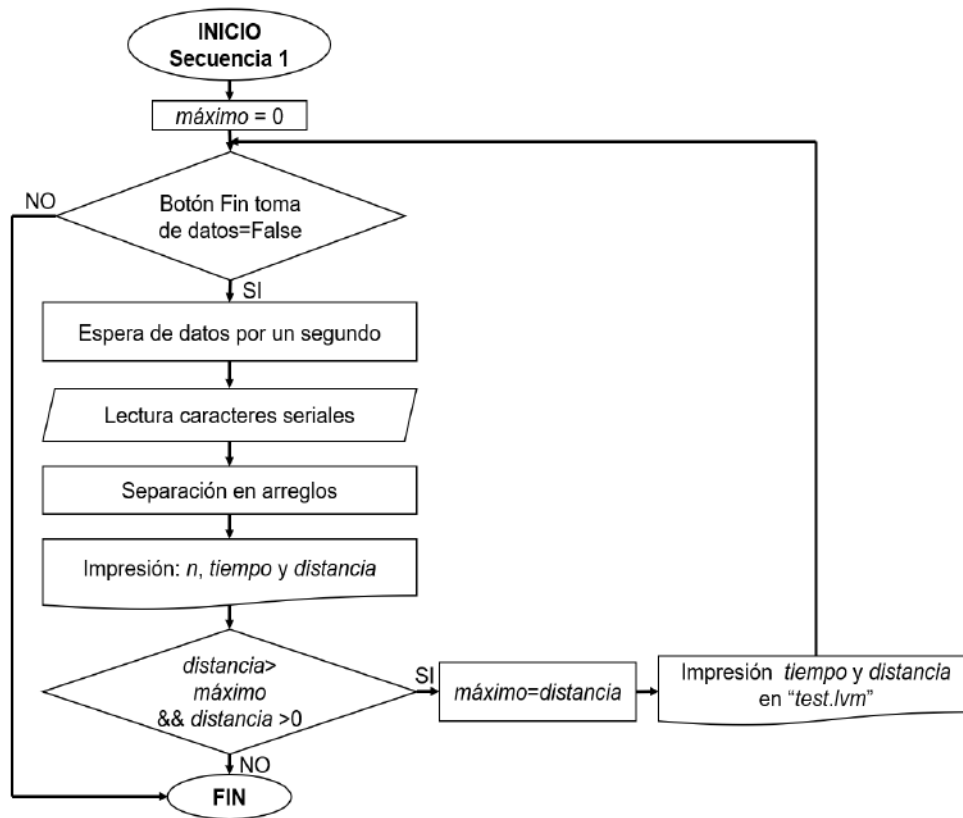 INICIO
Secuencia 1
máximo = 0
NO
Botón Fin toma
de datos=False
SI
Espera de datos por un segundo
Lectura caracteres seriales
Separación en arreglos
Impresión: n, tiempo y distancia
distancia>
máximo
&& distancia >0
SI
máximo=distancia
Impresión tiempo y distancia
en “test.lvm”
NO
FIN